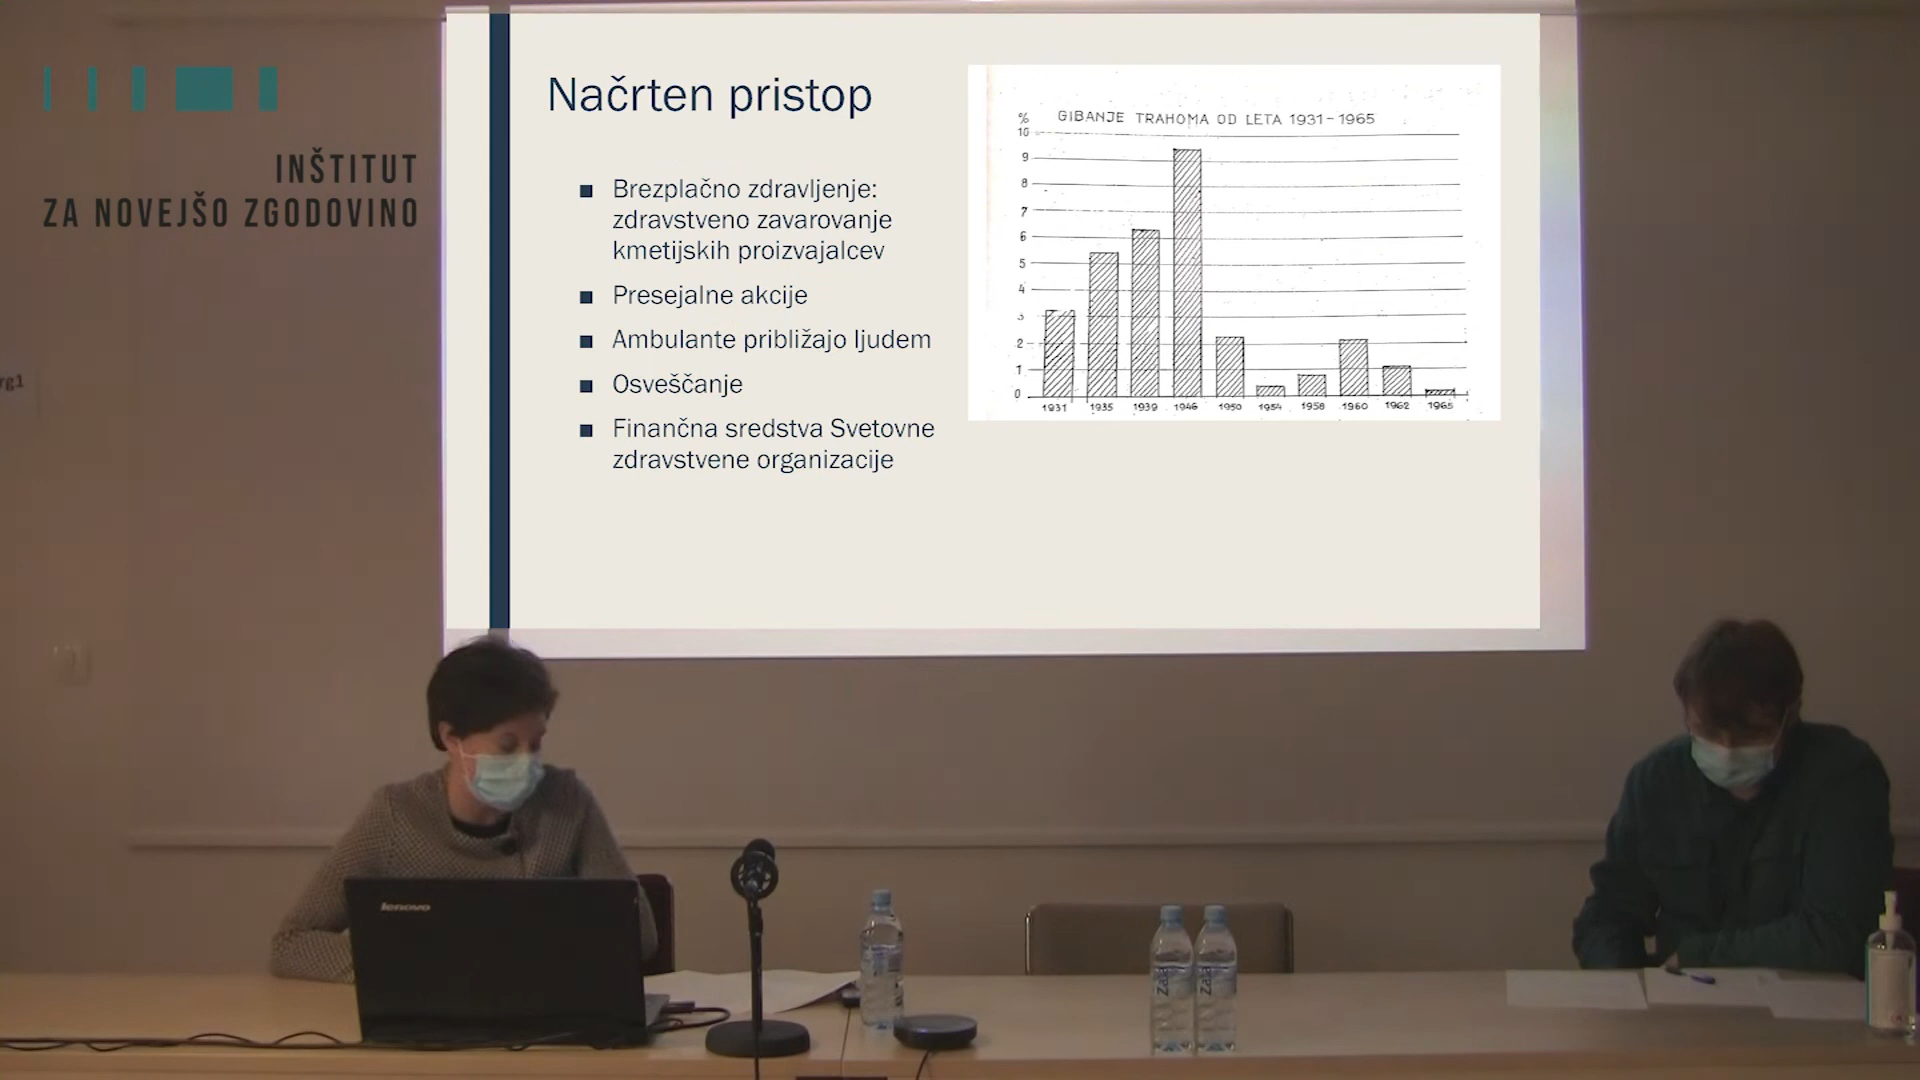 INŠTITUT
ZA NOVEJŠO ZGODOVINO
rg1
Načrten pristop
Brezplačno zdravljenje:
zdravstveno zavarovanje
kmetijskih proizvajalcev
Presejalne akcije
Ambulante približajo ljudem
Osveščanje
Finančna sredstva Svetovne
zdravstvene organizacije
% GIBANJE TRAHOMA OD LETA 1931-1965
10
9
8
7
6
5
4
3
2
1
0
1931 1935 1939 1946 1950 1954 1958 1960 1962 1965
lenovo